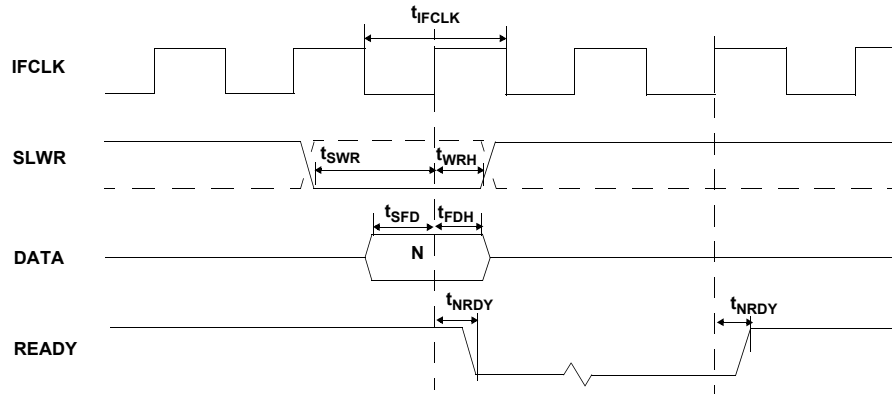 tIFCLK
IFCLK
SLWR
tSWR
tWRH
tSFD
tFDH
DATA
N
tNRDY
tNRDY
READY